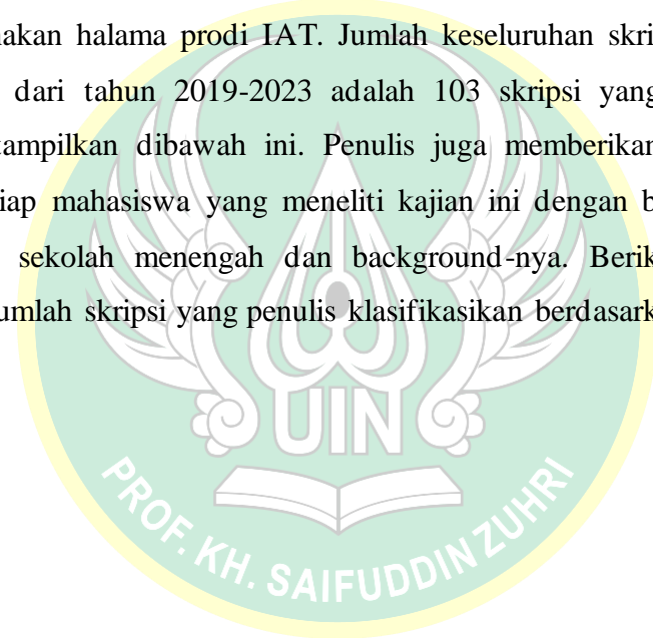 nakan halama prodi IAT. Jumlah keseluruhan skri
dari tahun 2019-2023 adalah 103 skripsi yang
ampilkan dibawah ini. Penulis juga memberikan
iap mahasiswa yang meneliti kajian ini dengan b
sekolah menengah dan background-nya. Berik
umlah skripsi yang penulis klasifikasikan berdasark
UIN
PROF. KH. SAIFUDDIN ZUHRI